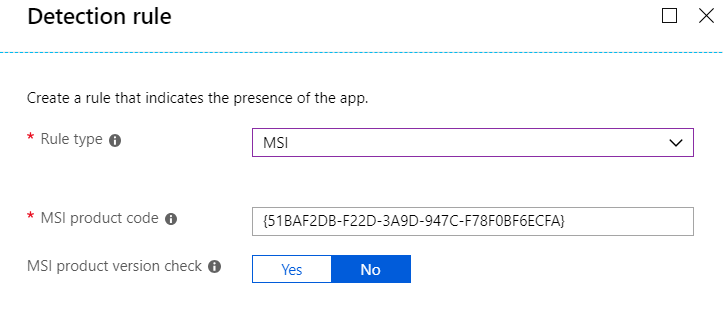 Detection rule
Create a rule that indicates the presence of the app.
* Rule type
MSI
* MSI product code
{51BAF2DB-F22D-3A9D-947C-F78F0BF6ECFA}
MSI product version check
Yes No